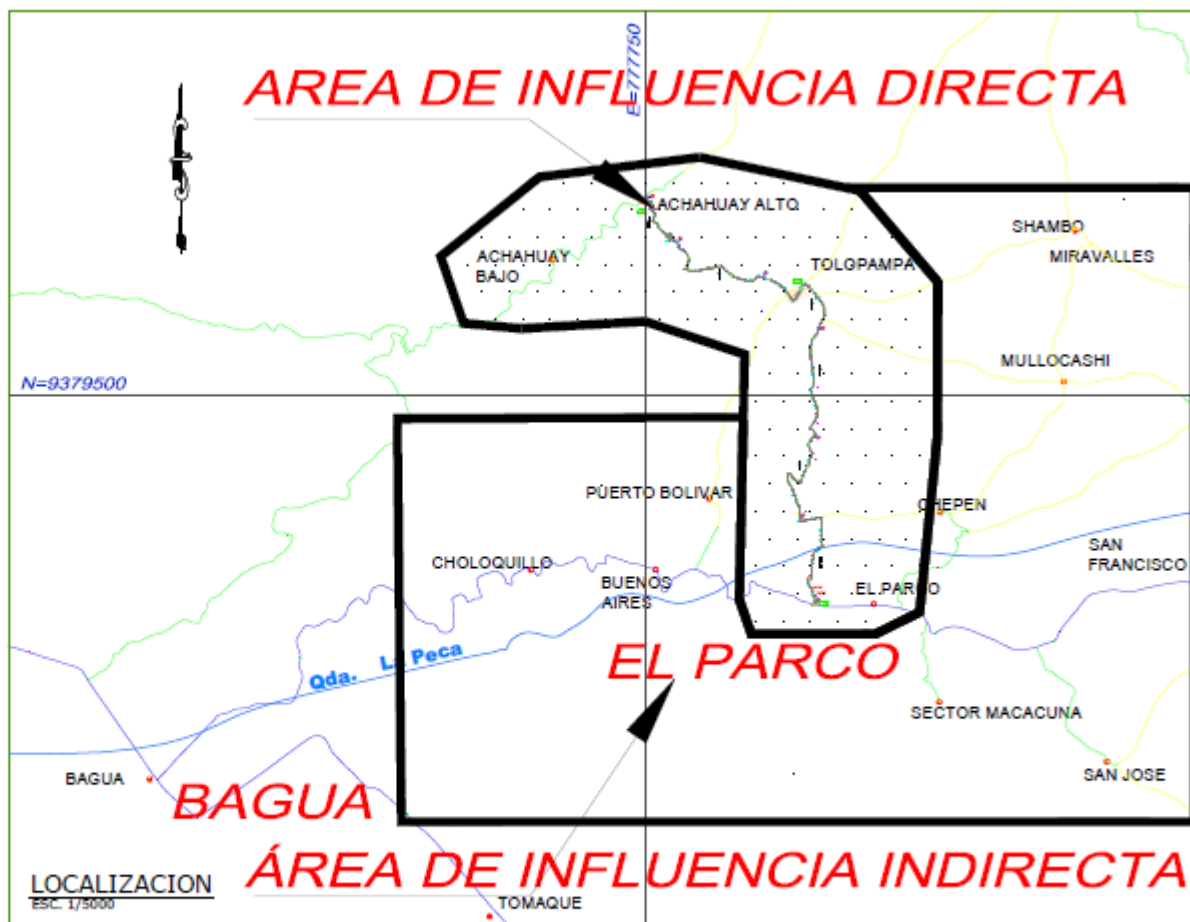 AREA DE INFLUENCIA DIRECTA
E=777750
ACHAHUAY ALTO
SHAMBO
MIRAVALLES
ACHAHUAY
BAJO
TOLOPAMPA
MULLOCASHI
N=9379500
PUERTO BOLIVAR
CHEPEN
SAN
FRANCISCO
CHOLOQUILLO
BUENOS
AIRES
EL PARCO
EL PARCO
Qda. La Peca
SECTOR MACACUNA
SAN JOSE
BAGUA
BAGUA
ÁREA DE INFLUENCIA INDIRECTA
LOCALIZACION
ESC. 1/5000
TOMAQUE